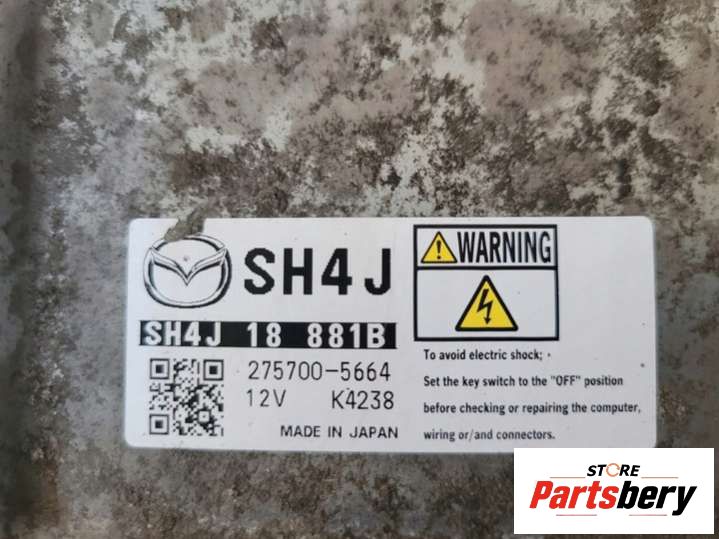 SH4J
SH4J 18 881B
275700-5664
12V K4238
MADE IN JAPAN
WARNING
To avoid electric shock;
Set the key switch to the "OFF" position
before checking or repairing the computer,
wiring or/and connectors.
STORE
Partsbery